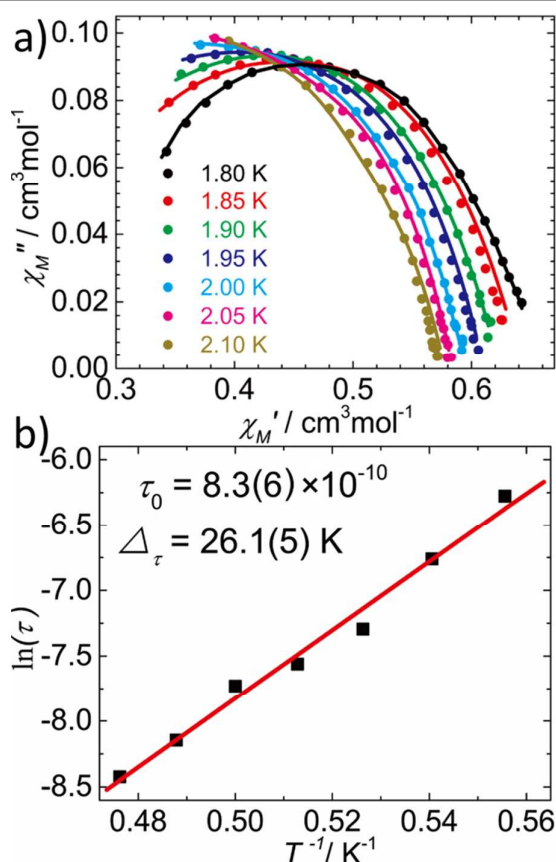 a)
0.10
0.08
0.06
0.04
0.02
0.00
χM″ / cm³mol⁻¹
1.80 K
1.85 K
1.90 K
1.95 K
2.00 K
2.05 K
2.10 K
0.3 0.4 0.5 0.6
χM′ / cm³mol⁻¹
b)
τ₀ = 8.3(6) ×10⁻¹⁰
Δτ = 26.1(5) K
-6.0
-6.5
-7.0
-7.5
-8.0
-8.5
ln(τ)
0.48 0.50 0.52 0.54 0.56
T⁻¹/ K⁻¹